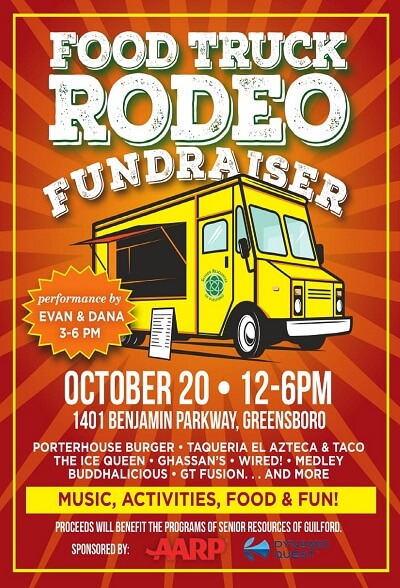 FOOD TRUCK
RODEO
FUNDRAISER
performance by
EVAN & DANA
3-6 PM
OCTOBER 20 • 12-6PM
1401 BENJAMIN PARKWAY, GREENSBORO
PORTERHOUSE BURGER • TAQUERIA EL AZTECA & TACO
THE ICE QUEEN • GHASSAN'S • WIRED! • MEDLEY
BUDDHALICIOUS • GT FUSION. . . AND MORE
MUSIC, ACTIVITIES, FOOD & FUN!
PROCEEDS WILL BENEFIT THE PROGRAMS OF SENIOR RESOURCES OF GUILFORD.
SPONSORED BY: AARP DYNAMIC
QUEST